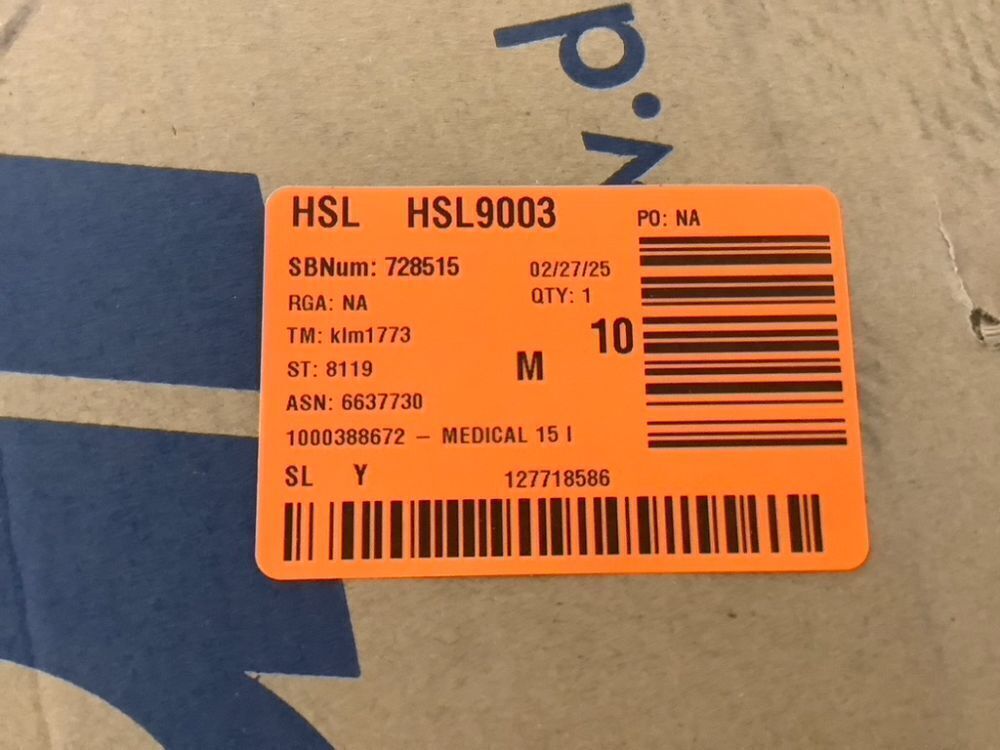 p.v
HSL HSL9003
PO: NA
SBNum: 728515
02/27/25
RGA: NA
QTY: 1
TM: klm1773
10
ST: 8119
M
ASN: 6637730
1000388672 – MEDICAL 15 I
SL Y
127718586